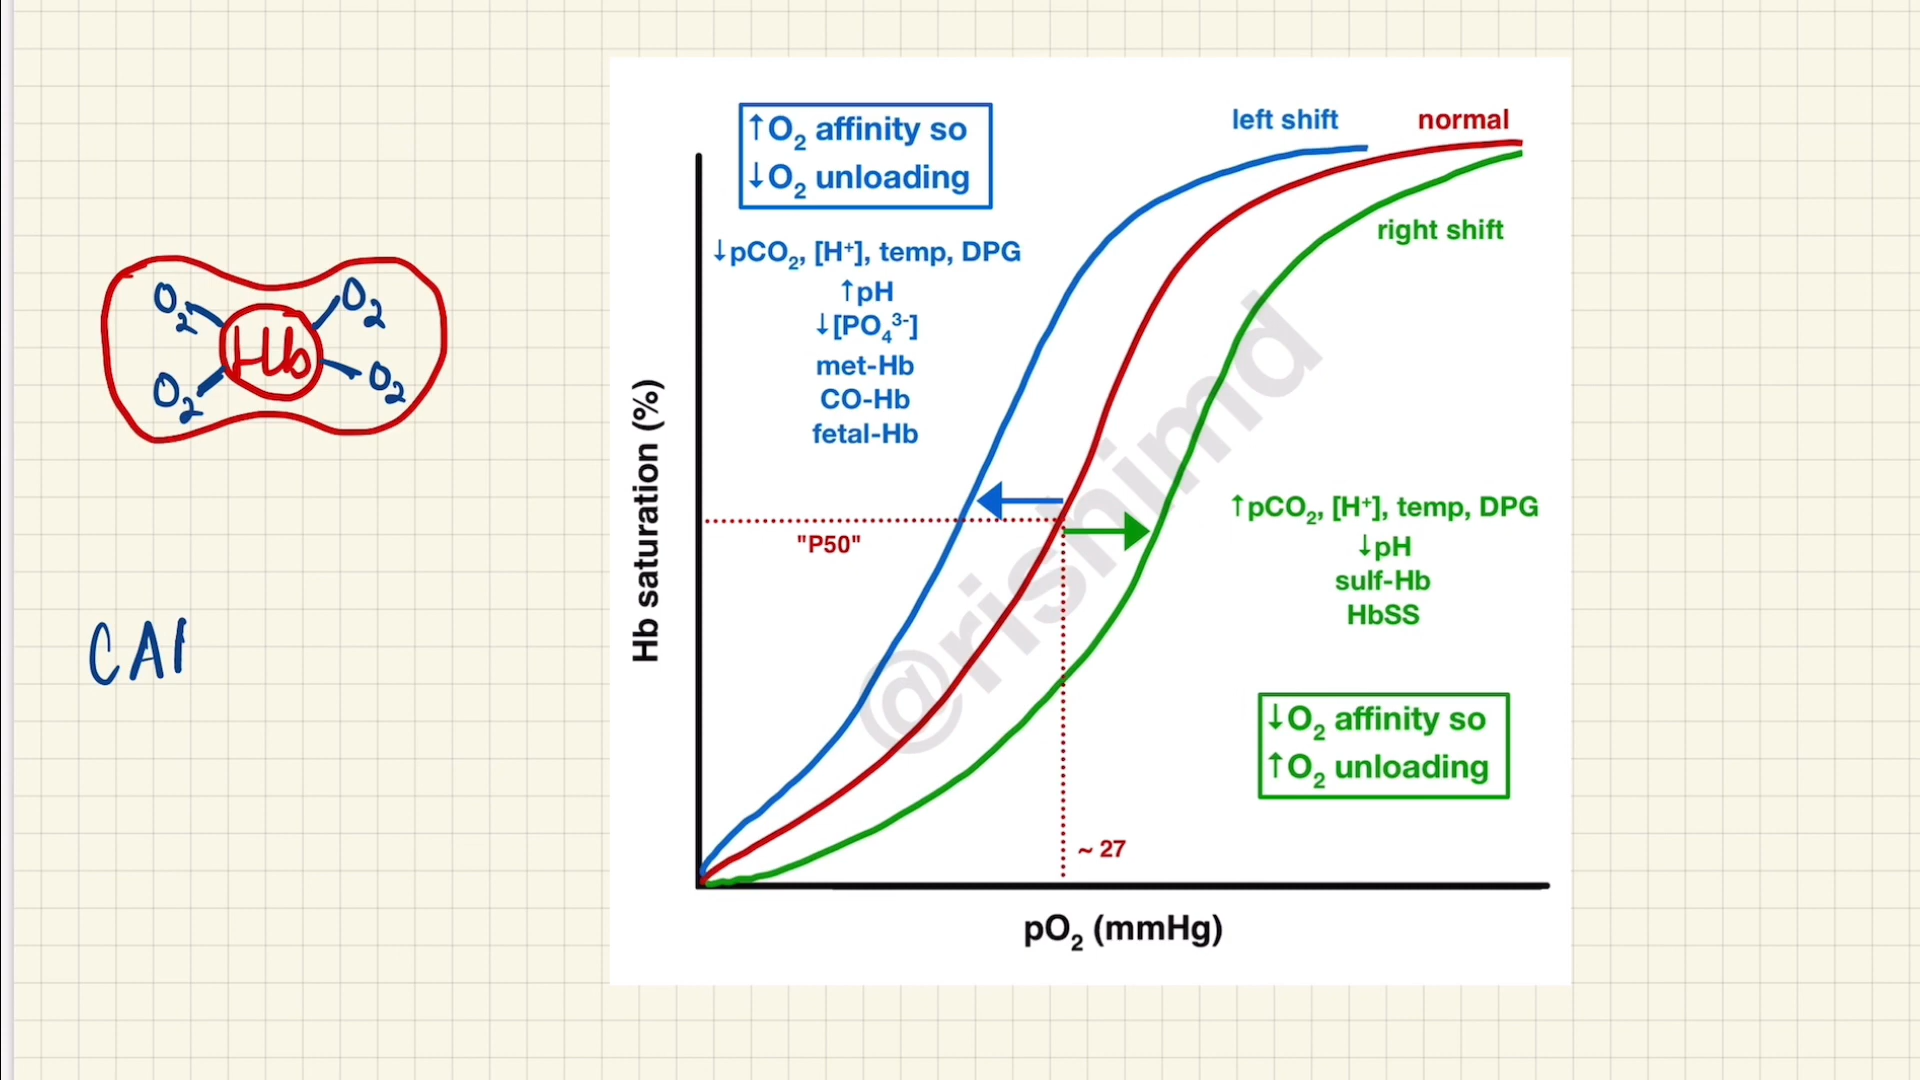 O2
O2
Hb
O2
O2
CAI
↑O2 affinity so
↓O2 unloading
↓pCO2, [H+], temp, DPG
↑pH
↓[PO4 3-]
met-Hb
CO-Hb
fetal-Hb
left shift
normal
right shift
Hb saturation (%)
"P50"
↑pCO2, [H+], temp, DPG
↓pH
sulf-Hb
HbSS
↓O2 affinity so
↑O2 unloading
~ 27
pO2 (mmHg)
@rishimd